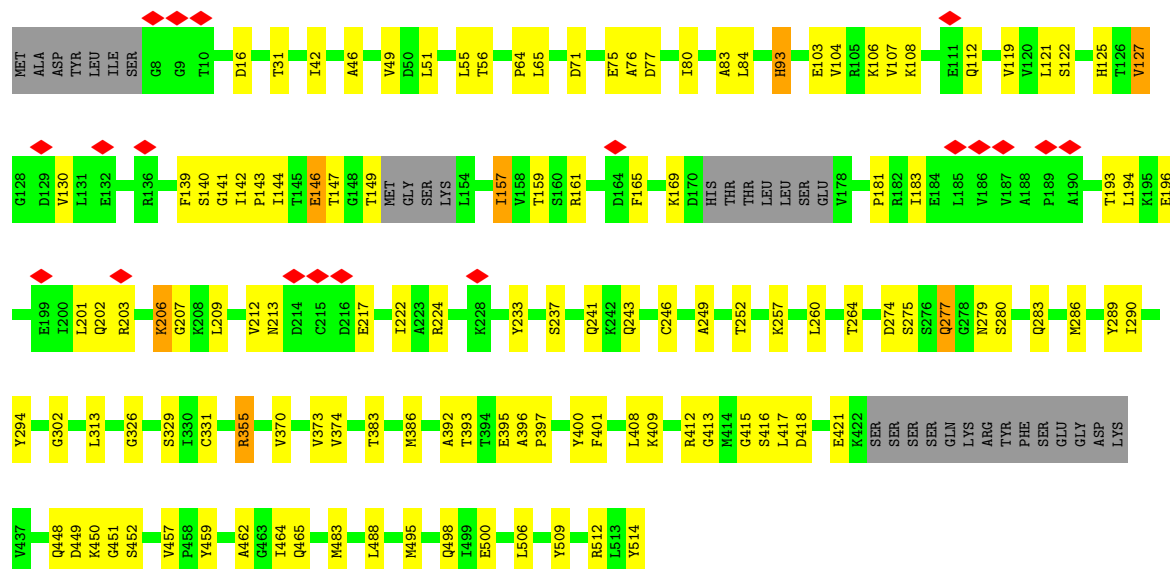 MET ALA ASP TYR LEU ILE SER G8 G9 T10 D16 T31 I42 A46 V49 D50 L51 L55 T56 P64 L65 D71 E75 A76 D77 I80 A83 L84 H93 E103 V104 R105 K106 V107 K108 E111 Q112 V119 V120 L121 S122 H125 T126 V127
G128 D129 V130 L131 E132 R136 F139 S140 G141 I142 P143 I144 T145 E146 T147 G148 T149 MET GLY SER LYS L154 I157 V158 T159 S160 R161 D164 F165 K169 D170 HIS THR THR LEU LEU SER GLU V178 P181 R182 I183 E184 L185 V186 V187 A188 P189 A190 T193 L194 K195 E196
E199 I200 L201 Q202 R203 K206 G207 K208 L209 V212 N213 D214 C215 D216 E217 I222 A223 R224 K228 Y233 S237 Q241 K242 Q243 C246 A249 T252 K257 L260 T264 D274 S275 S276 Q277 G278 N279 S280 Q283 M286 Y289 I290
Y294 G302 L313 G326 S329 I330 C331 R355 V370 V373 V374 T383 M386 A392 T393 T394 E395 A396 P397 Y400 F401 L408 K409 R412 G413 M414 G415 S416 L417 D418 E421 K422 SER SER SER SER GLN LYS ARG TYR PHE SER GLU GLY ASP LYS
V437 Q448 D449 K450 G451 S452 V457 P458 Y459 A462 G463 I464 Q465 M483 L488 M495 Q498 I499 E500 L506 Y509 R512 L513 Y514